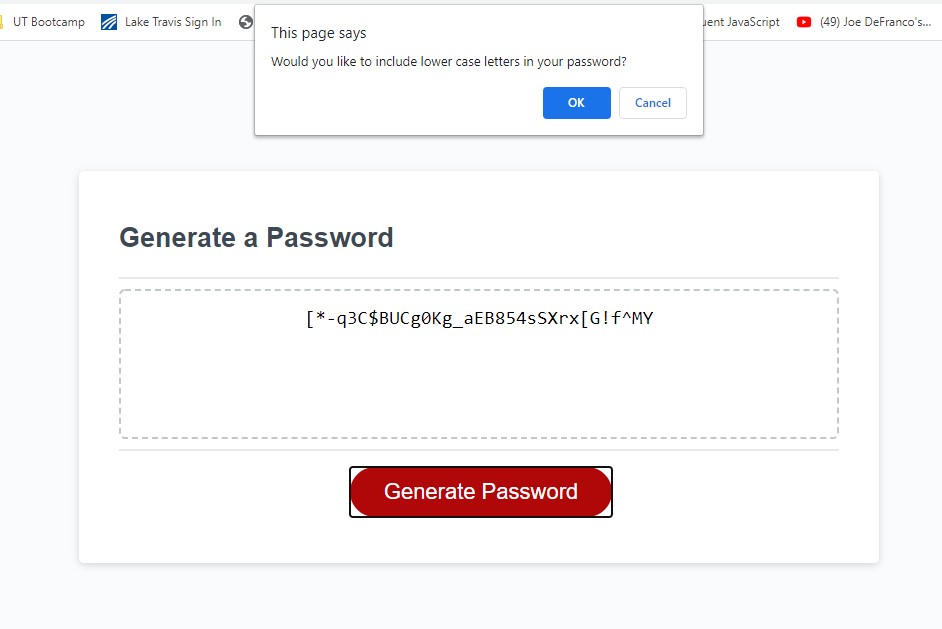 UT Bootcamp
Lake Travis Sign In
uent JavaScript
(49) Joe DeFranco's...
This page says
Would you like to include lower case letters in your password?
OK
Cancel
Generate a Password
[*-q3C$BUCg0Kg_aEB854sSXrx[G!f^MY
Generate Password